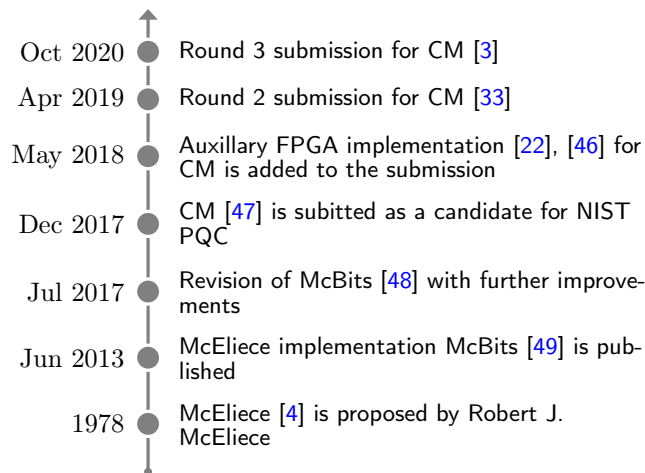 Oct 2020 Round 3 submission for CM [3]
Apr 2019 Round 2 submission for CM [33]
May 2018 Auxillary FPGA implementation [22], [46] for
CM is added to the submission
Dec 2017 CM [47] is subitted as a candidate for NIST
PQC
Jul 2017 Revision of McBits [48] with further improve-
ments
Jun 2013 McEliece implementation McBits [49] is pub-
lished
1978 McEliece [4] is proposed by Robert J.
McEliece